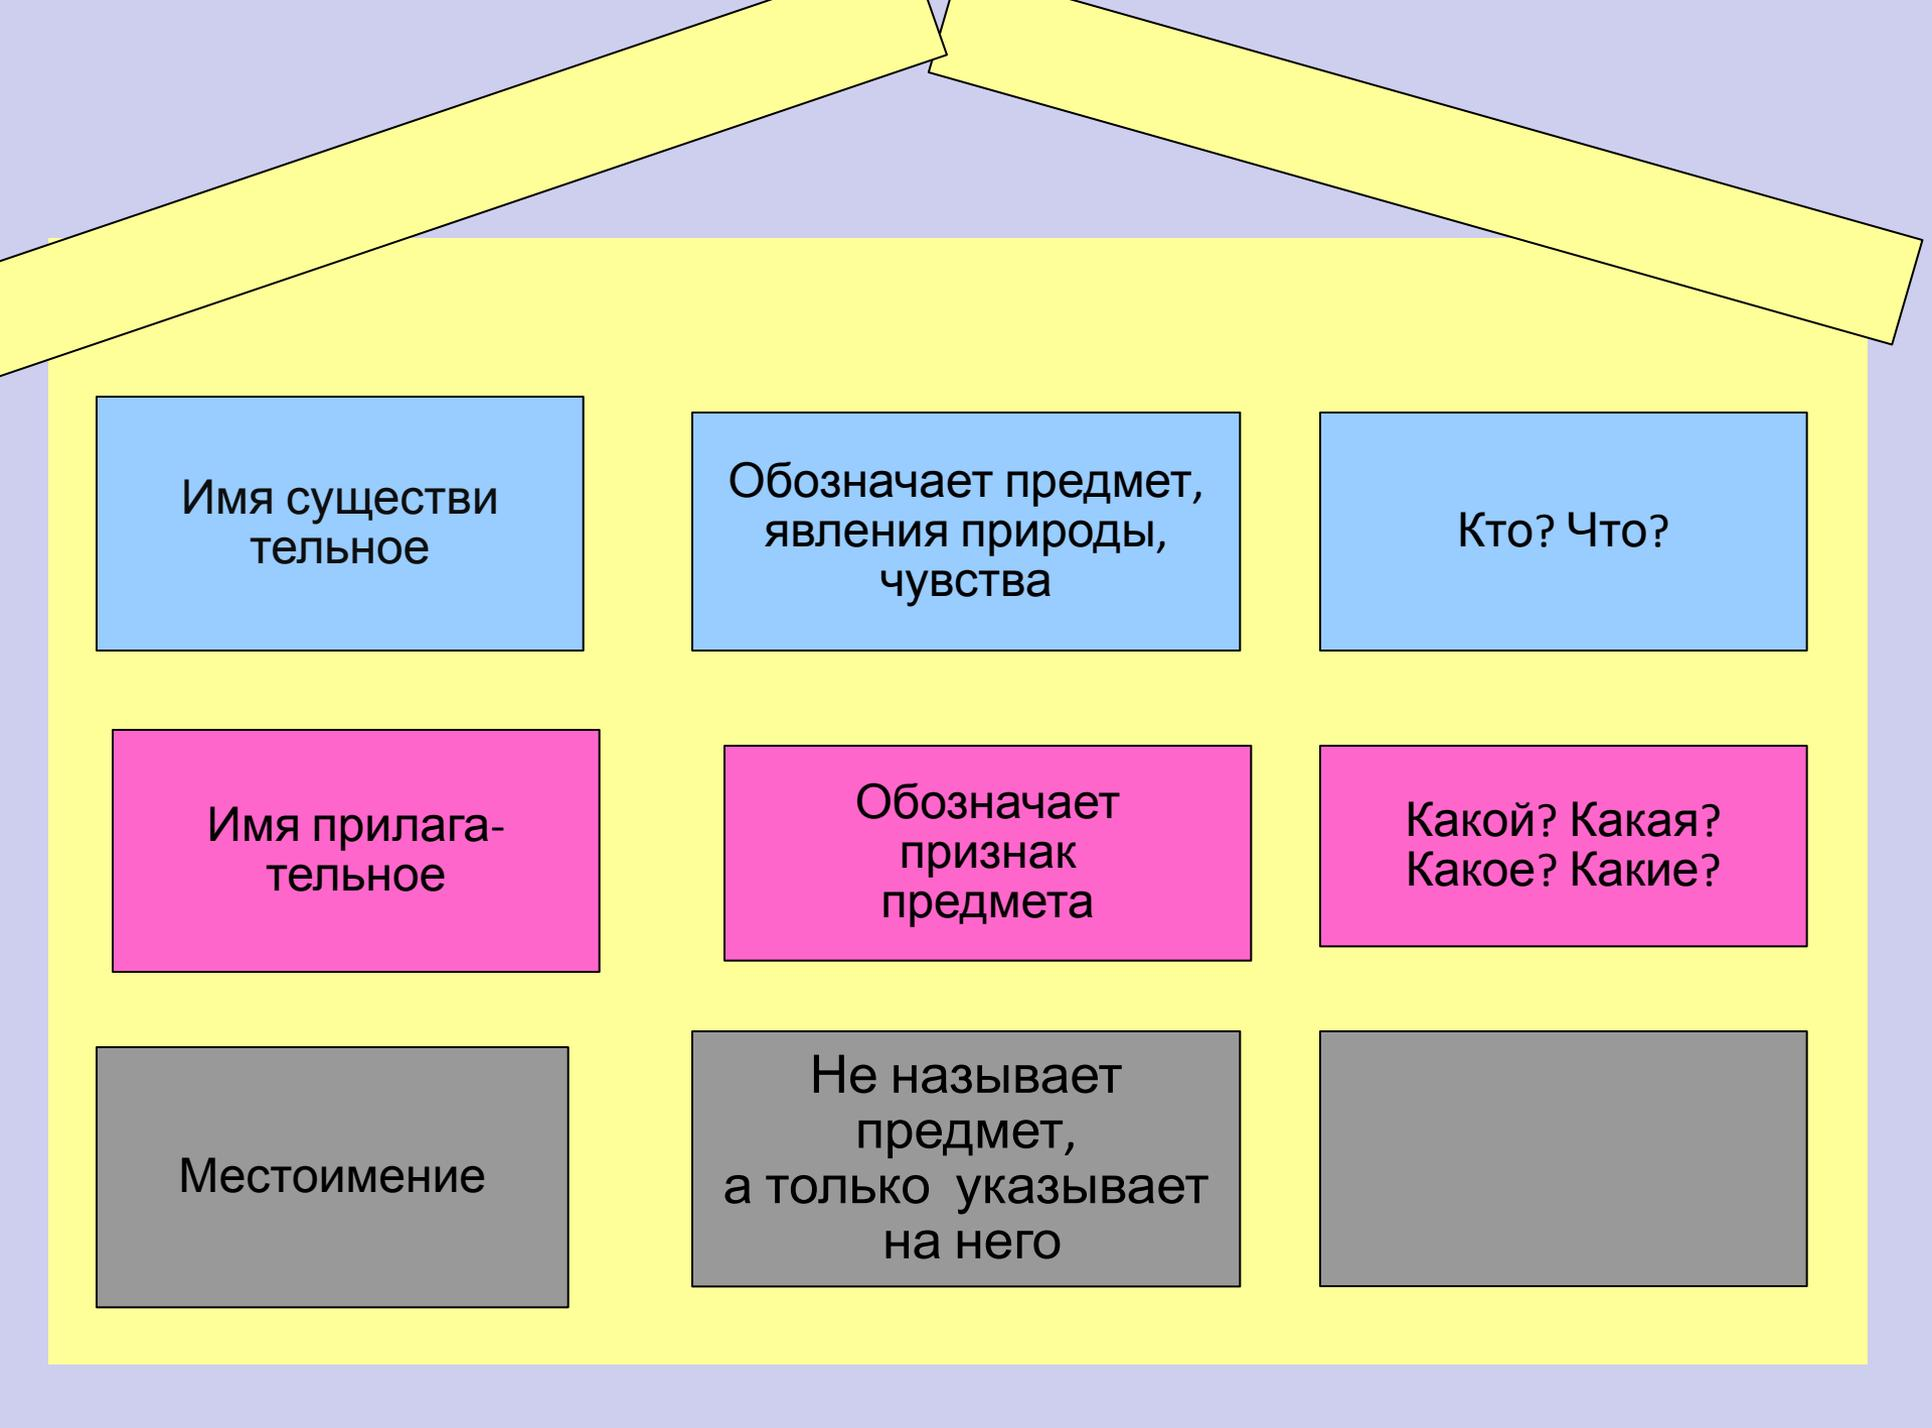 Имя существи
тельное
Обозначает предмет,
явления природы,
чувства
Кто? Что?
Имя прилага-
тельное
Обозначает
признак
предмета
Какой? Какая?
Какое? Какие?
Местоимение
Не называет
предмет,
а только  указывает
на него